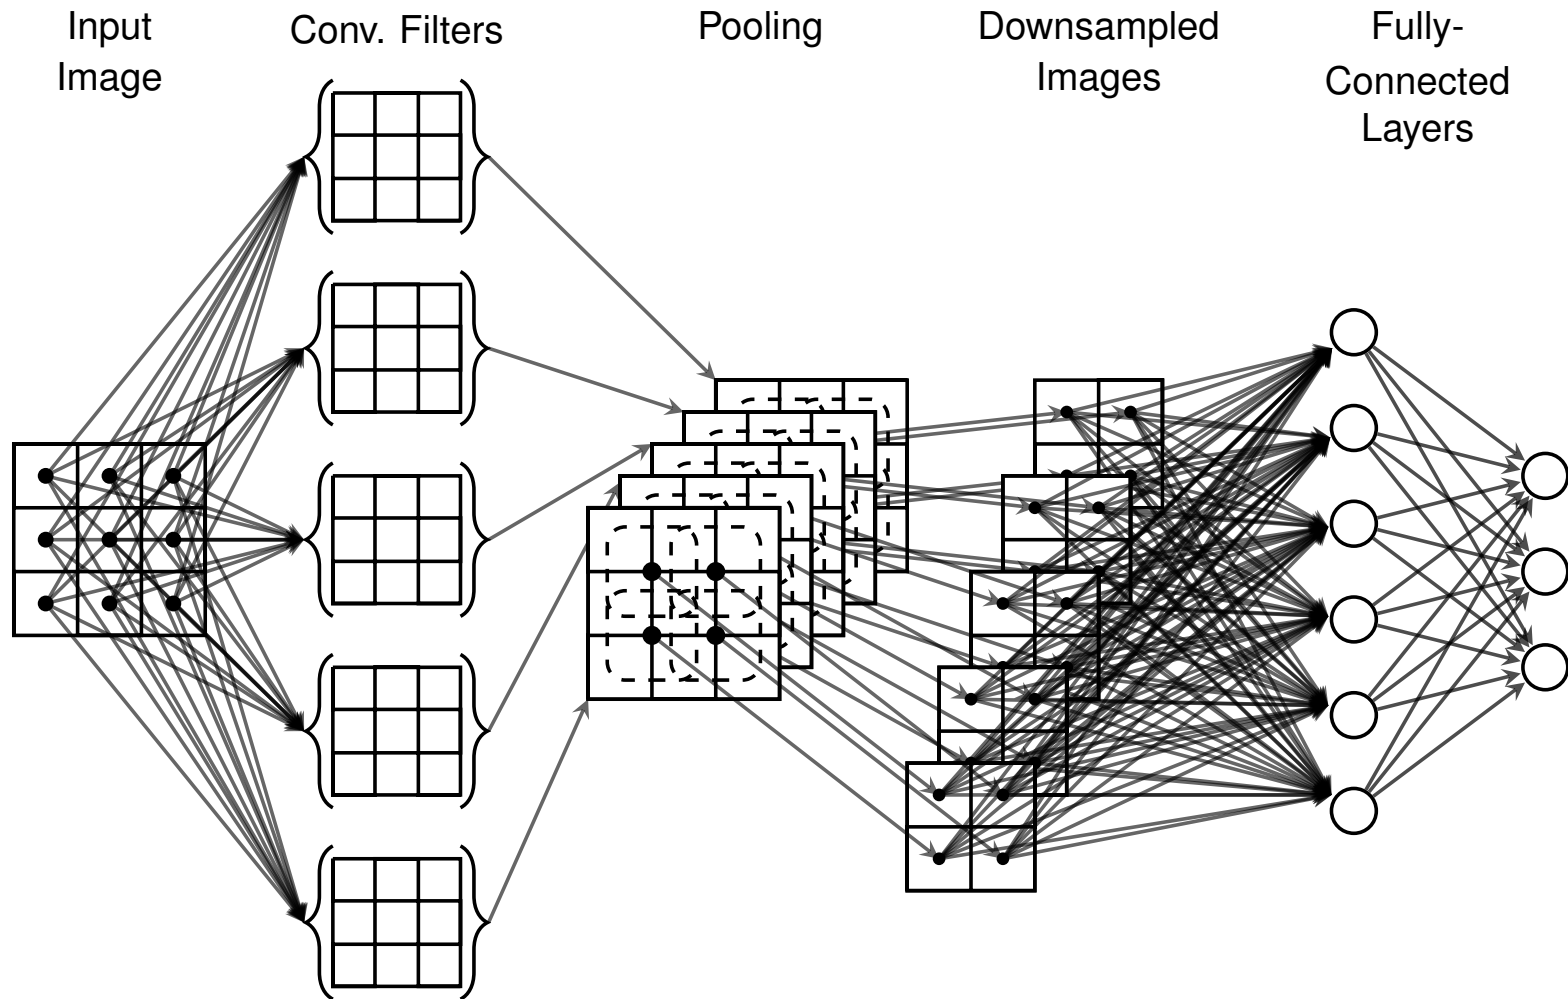 Input
Image
Conv. Filters
Pooling
Downsampled
Images
Fully-
Connected
Layers